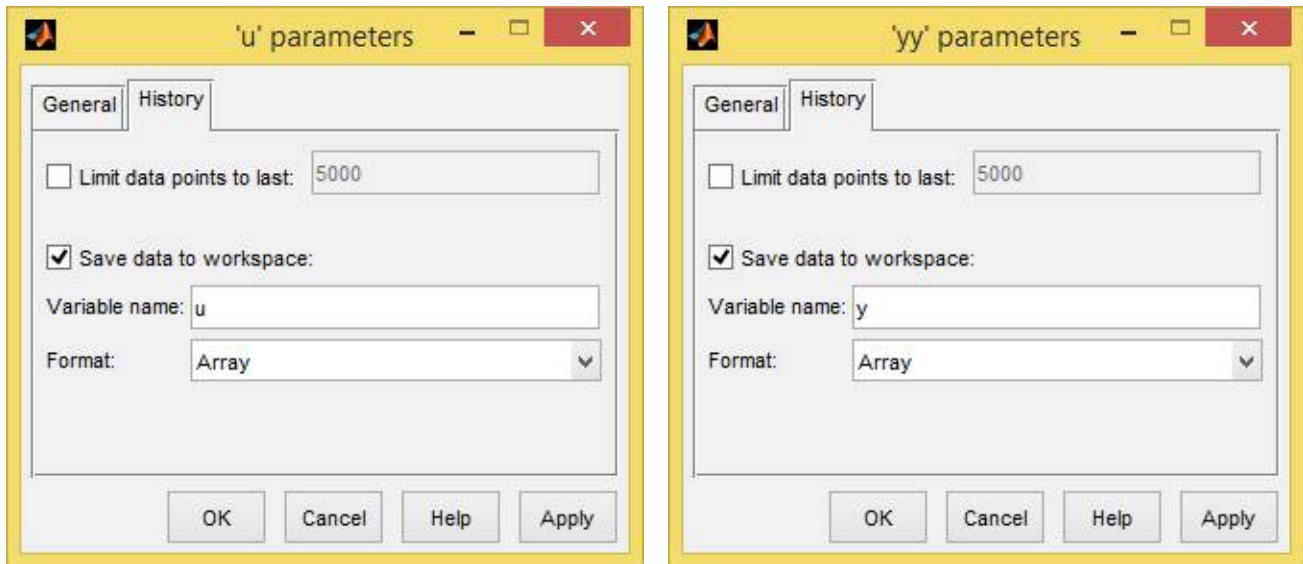 'u' parameters
General History
Limit data points to last: 5000
Save data to workspace:
Variable name: u
Format: Array
OK Cancel Help Apply
'yy' parameters
General History
Limit data points to last: 5000
Save data to workspace:
Variable name: y
Format: Array
OK Cancel Help Apply